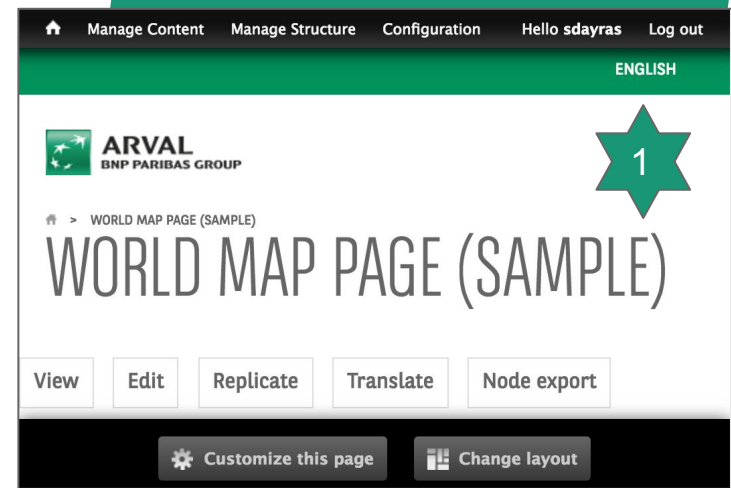 Manage Content Manage Structure Configuration Hello sdayras Log out
ENGLISH
ARVAL
BNP PARIBAS GROUP
1
> WORLD MAP PAGE (SAMPLE)
WORLD MAP PAGE (SAMPLE)
View Edit Replicate Translate Node export
Customize this page Change layout